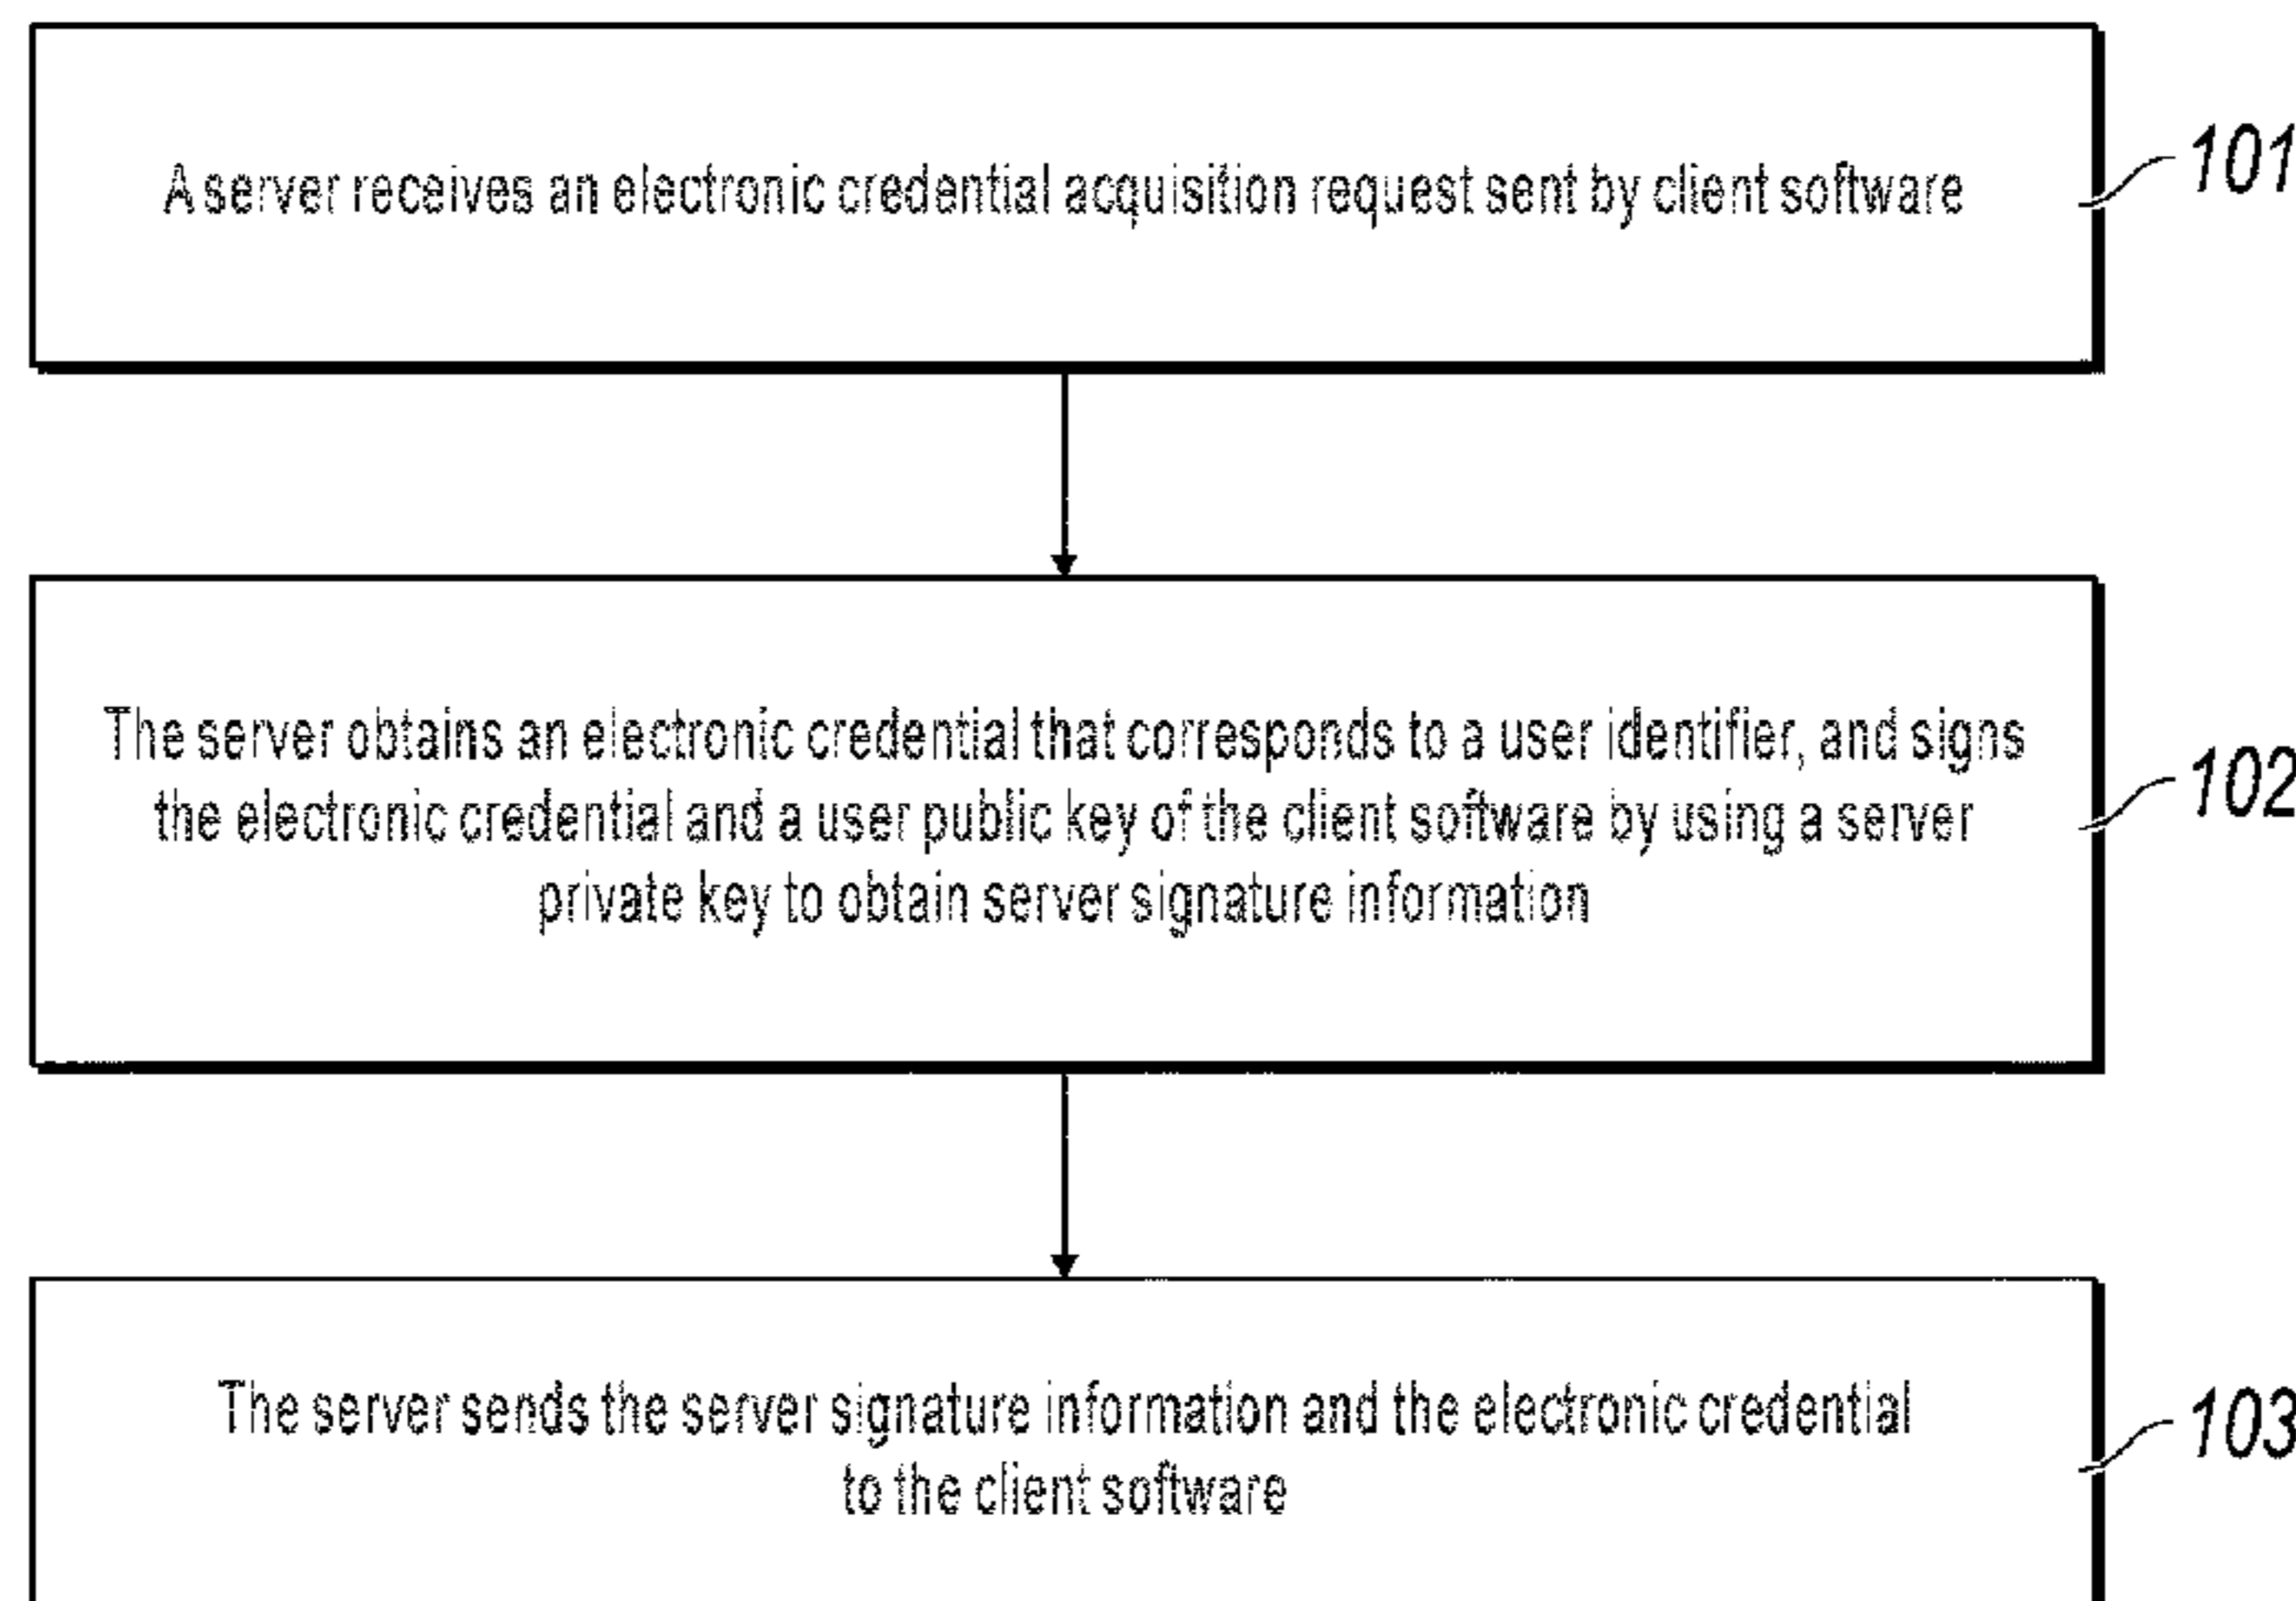 A server receives an electronic credential acquisition request sent by client software
101
The server obtains an electronic credential that corresponds to a user identifier, and signs
the electronic credential and a user public key of the client software by using a server
private key to obtain server signature information
102
The server sends the server signature information and the electronic credential
to the client software
103